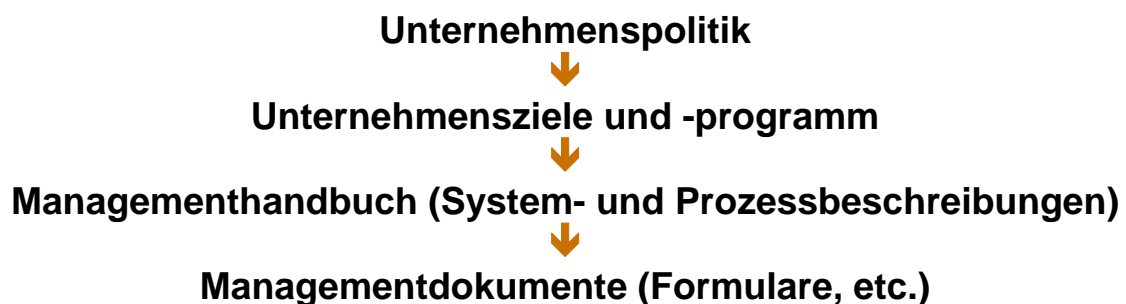 Unternehmenspolitik
Unternehmensziele und -programm
Managementhandbuch (System- und Prozessbeschreibungen)
Managementdokumente (Formulare, etc.)